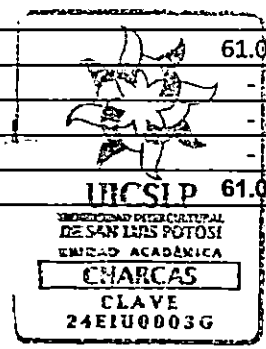 61.0
-
-
-
UICSLP 61.0
UNIVERSIDAD INTERCULTURAL
DE SAN LUIS POTOSI
UNIDAD ACADÉMICA
CHARCAS
CLAVE
24EIU0003G